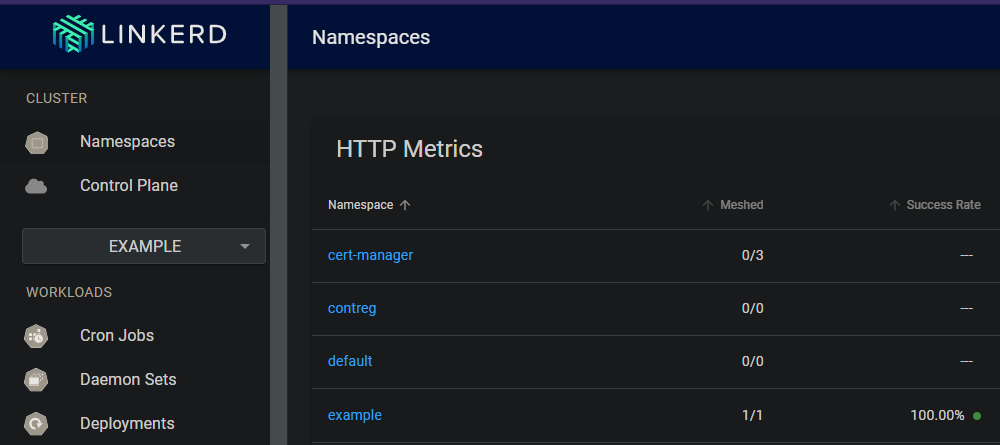 LINKERD
Namespaces
CLUSTER
Namespaces
Control Plane
EXAMPLE
WORKLOADS
Cron Jobs
Daemon Sets
Deployments
HTTP Metrics
Namespace ↑ ↑ Meshed ↑ Success Rate
cert-manager 0/3 ---
contreg 0/0 ---
default 0/0 ---
example 1/1 100.00%